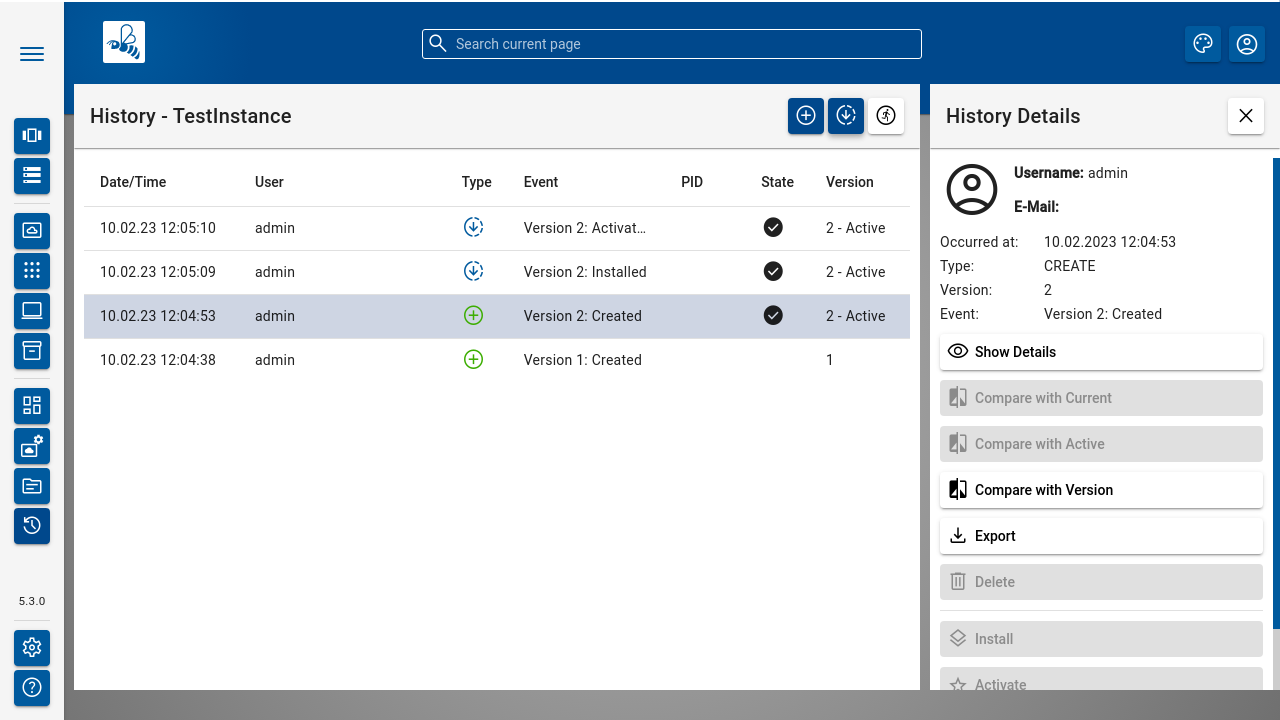 Search current page
History - TestInstance
Date/Time User Type Event PID State Version
10.02.23 12:05:10 admin Version 2: Activat... 2 - Active
10.02.23 12:05:09 admin Version 2: Installed 2 - Active
10.02.23 12:04:53 admin Version 2: Created 2 - Active
10.02.23 12:04:38 admin Version 1: Created 1
History Details
Username: admin
E-Mail:
Occurred at: 10.02.2023 12:04:53
Type: CREATE
Version: 2
Event: Version 2: Created
Show Details
Compare with Current
Compare with Active
Compare with Version
Export
Delete
Install
Activate
5.3.0